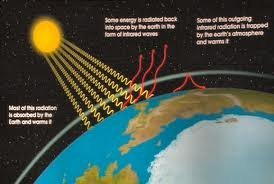 Some energy is radiated back
into space by the earth in the
form of infrared waves
Some of this outgoing
infrared radiation is trapped
by the earth's atmosphere
and warms it
Most of this radiation
is absorbed by the
Earth and warms it